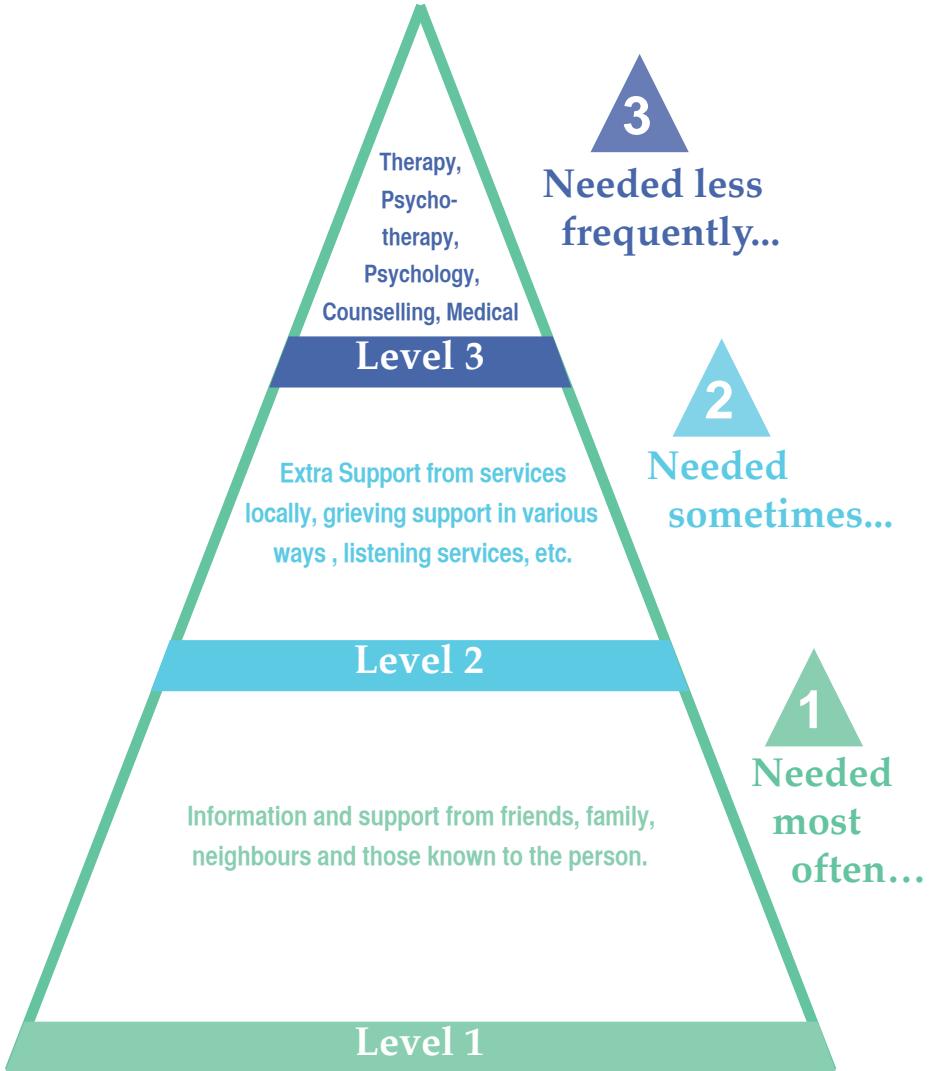 3
Needed less
frequently...
Therapy,
Psycho-
therapy,
Psychology,
Counselling, Medical
Level 3
2
Needed
sometimes...
Extra Support from services
locally, grieving support in various
ways , listening services, etc.
Level 2
1
Needed
most
often…
Information and support from friends, family,
neighbours and those known to the person.
Level 1